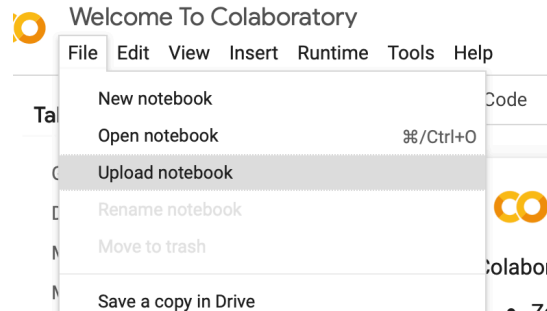 Welcome To Colaboratory
File Edit View Insert Runtime Tools Help
New notebook
Code
Open notebook ⌘/Ctrl+O
Upload notebook
Rename notebook
Move to trash
Save a copy in Drive